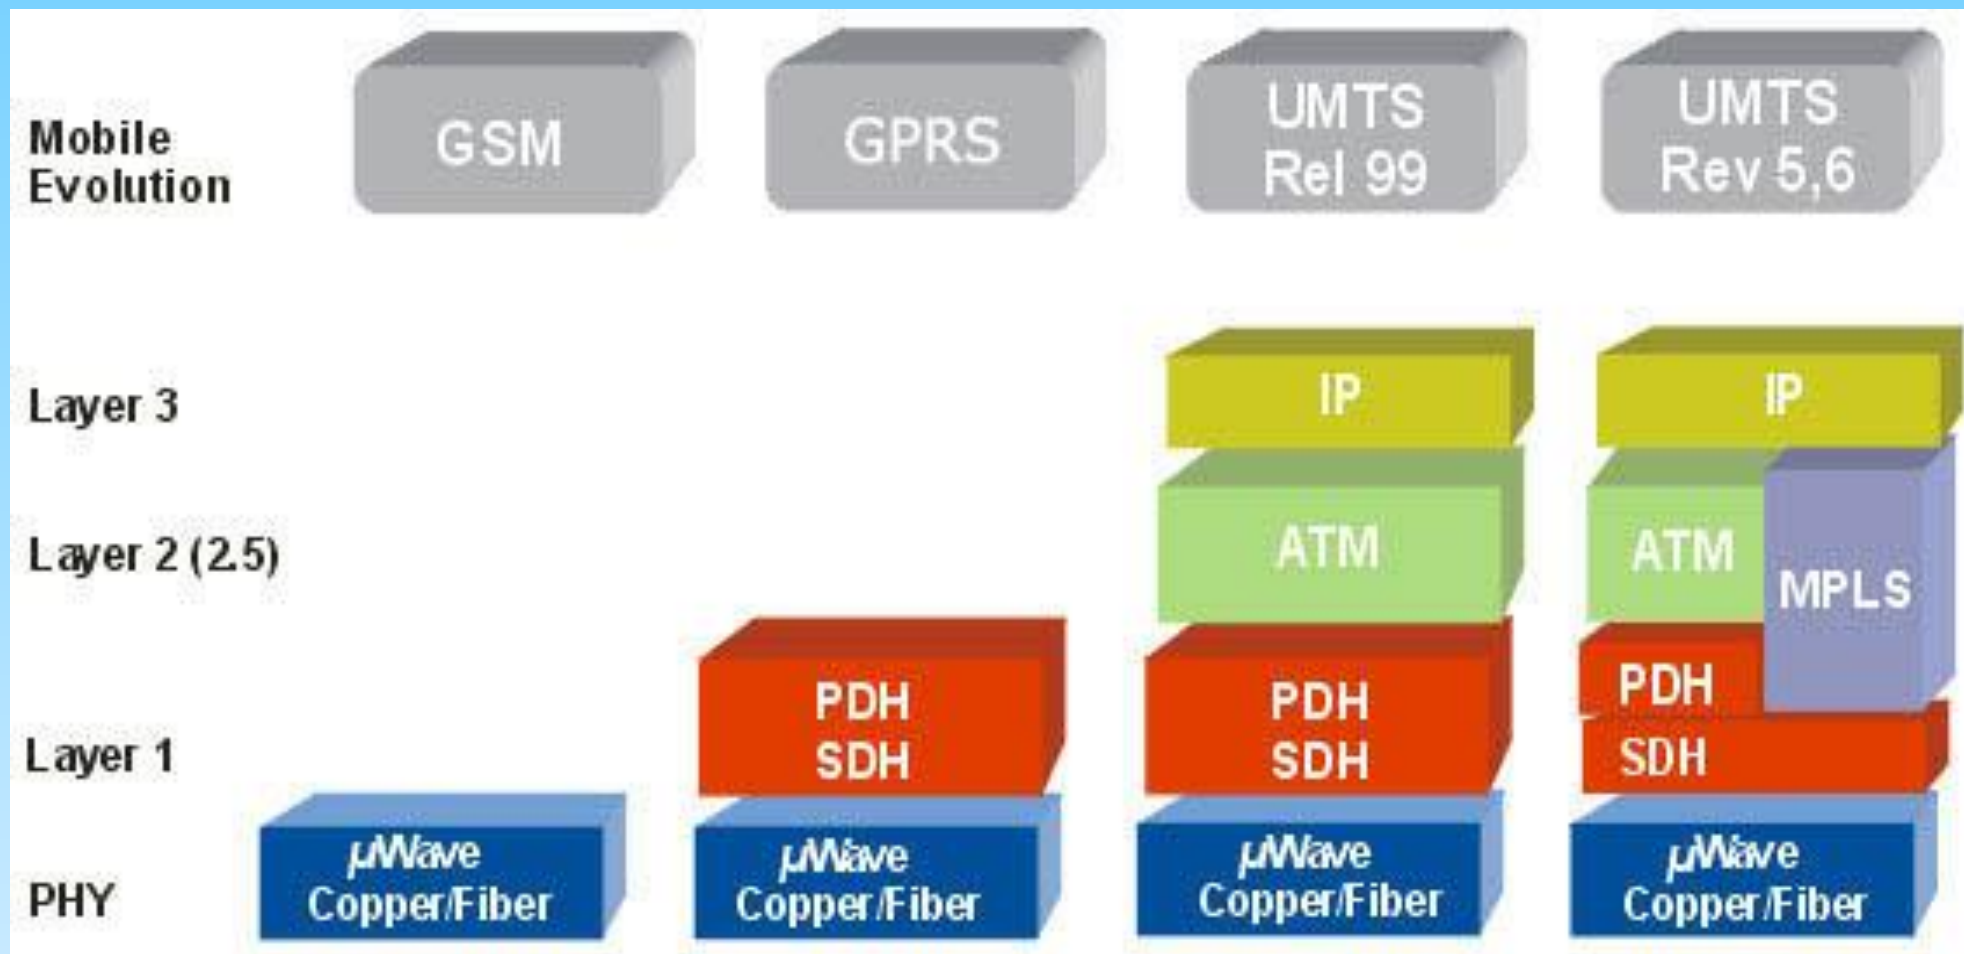 Mobile
Evolution
GSM
GPRS
UMTS
Rel 99
UMTS
Rev 5,6
Layer 3
IP
IP
Layer 2 (2.5)
ATM
ATM
MPLS
Layer 1
PDH
SDH
PDH
SDH
PDH
SDH
PHY
µWave
Copper/Fiber
µWave
Copper/Fiber
µWave
Copper/Fiber
µWave
Copper/Fiber